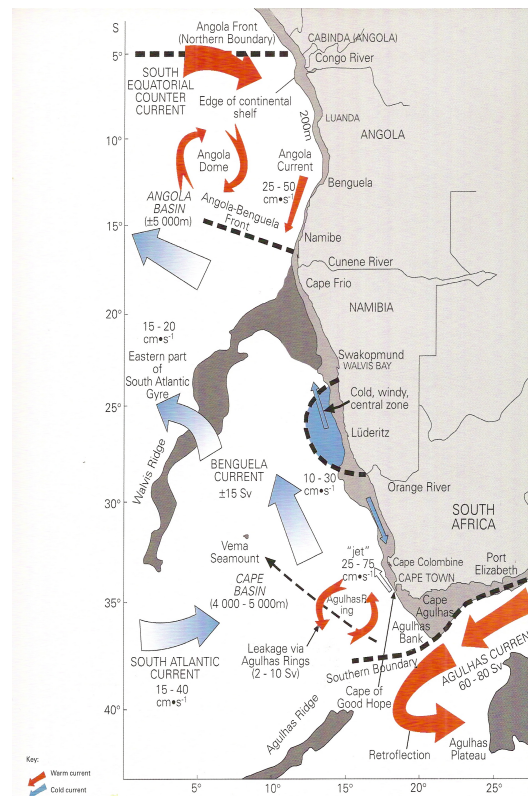 S
Angola Front
(Northern Boundary)
CABINDA (ANGOLA)
5°
Congo River
SOUTH
EQUATORIAL
COUNTER
CURRENT
Edge of continental
shelf
200m
LUANDA
10°
ANGOLA
Angola
Dome
Angola
Current
25 - 50
cm•s-1
Benguela
ANGOLA
BASIN
(±5 000m)
Angola-Benguela
Front
15°
Namibe
Cunene River
Cape Frio
NAMIBIA
20°
15 - 20
cm•s-1
Eastern part
of
South Atlantic
Gyre
Swakopmund
WALVIS BAY
Cold, windy,
central zone
25°
Lüderitz
Walvis Ridge
BENGUELA
CURRENT
±15 Sv
10 - 30
cm•s-1
Orange River
30°
SOUTH
AFRICA
Vema
Seamount
"jet"
25 - 75
cm•s-1
Cape Colombine
CAPE TOWN
Port
Elizabeth
CAPE
BASIN
(4 000 - 5 000m)
Agulhas R
ing
Cape
Agulhas
35°
Agulhas
Bank
Leakage via
Agulhas Rings
(2 - 10 Sv)
Southern Boundary
AGULHAS CURRENT
60 - 80 Sv
SOUTH ATLANTIC
CURRENT
15 - 40
cm•s-1
Cape of
Good Hope
40°
Agulhas Ridge
Retroflection
Agulhas
Plateau
Key:
Warm current
Cold current
5°
10°
15°
20°
25°